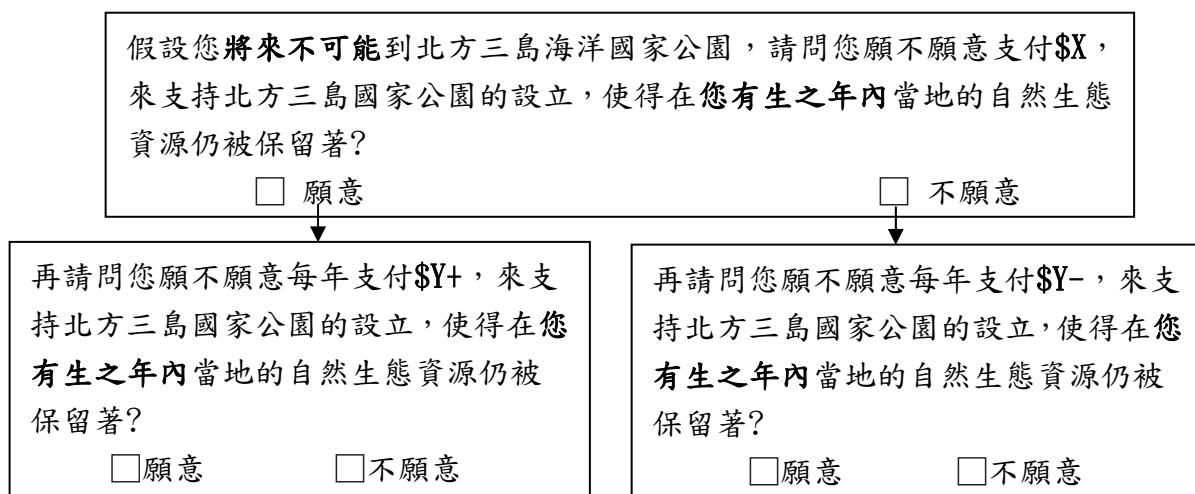 假設您將來不可能到北方三島海洋國家公園，請問您願不願意支付$X，
來支持北方三島國家公園的設立，使得在您有生之年內當地的自然生態
資源仍被保留著?
□ 願意 □ 不願意
再請問您願不願意每年支付$Y+，來支
持北方三島國家公園的設立，使得在您
有生之年內當地的自然生態資源仍被
保留著?
□願意 □不願意
再請問您願不願意每年支付$Y-，來支
持北方三島國家公園的設立，使得在您
有生之年內當地的自然生態資源仍被
保留著?
□願意 □不願意